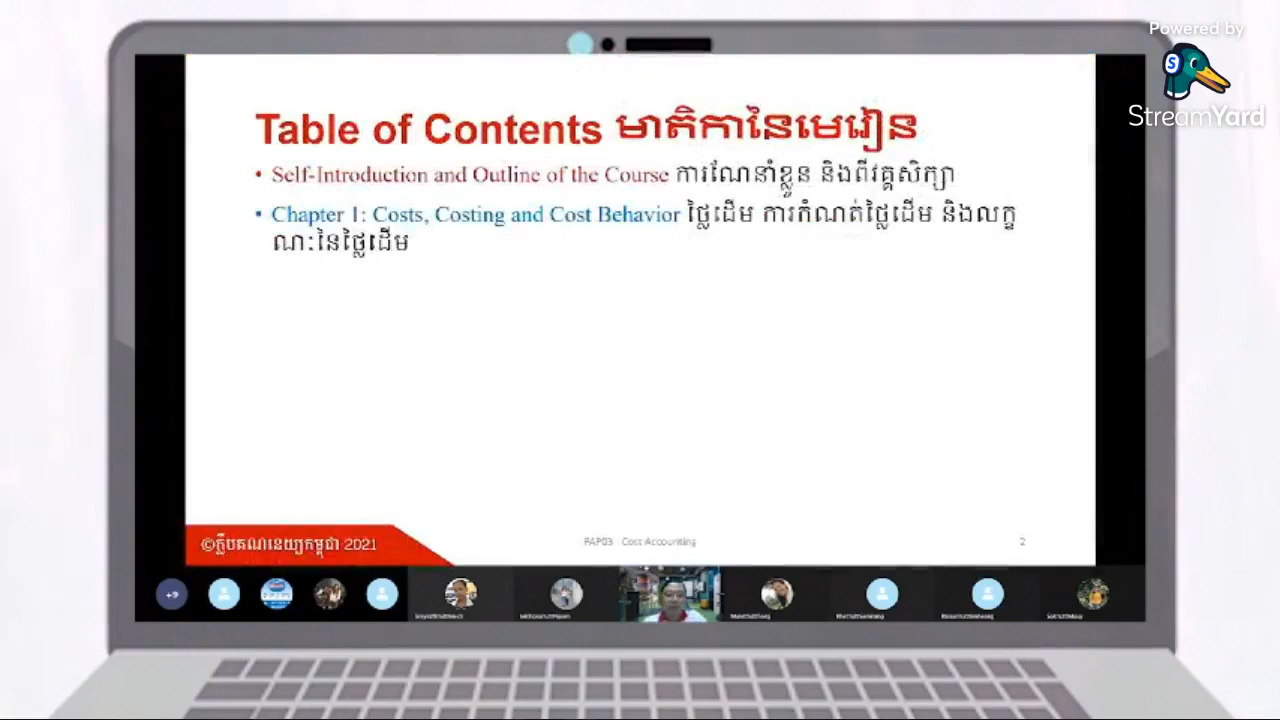 Powered by
StreamYard
Table of Contents មាតិកានៃមេរៀន
• Self-Introduction and Outline of the Course ការណែនាំខ្លួន និងពីវគ្គសិក្សា
• Chapter 1: Costs, Costing and Cost Behavior ថ្លៃដើម ការកំណត់ថ្លៃដើម និងលក្ខ
ណៈនៃថ្លៃដើម
©ក្លឹបគណនេយ្យកម្ពុជា 2021
PAP03 - Cost Accounting
2
+9